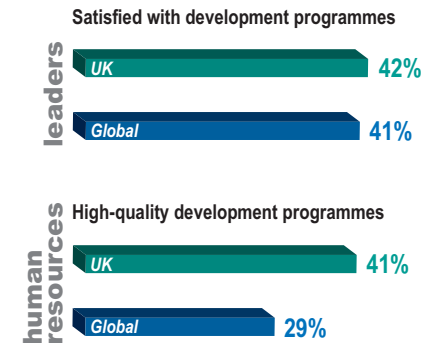 Satisfied with development programmes
leaders
UK 42%
Global 41%
High-quality development programmes
human
resources
UK 41%
Global 29%